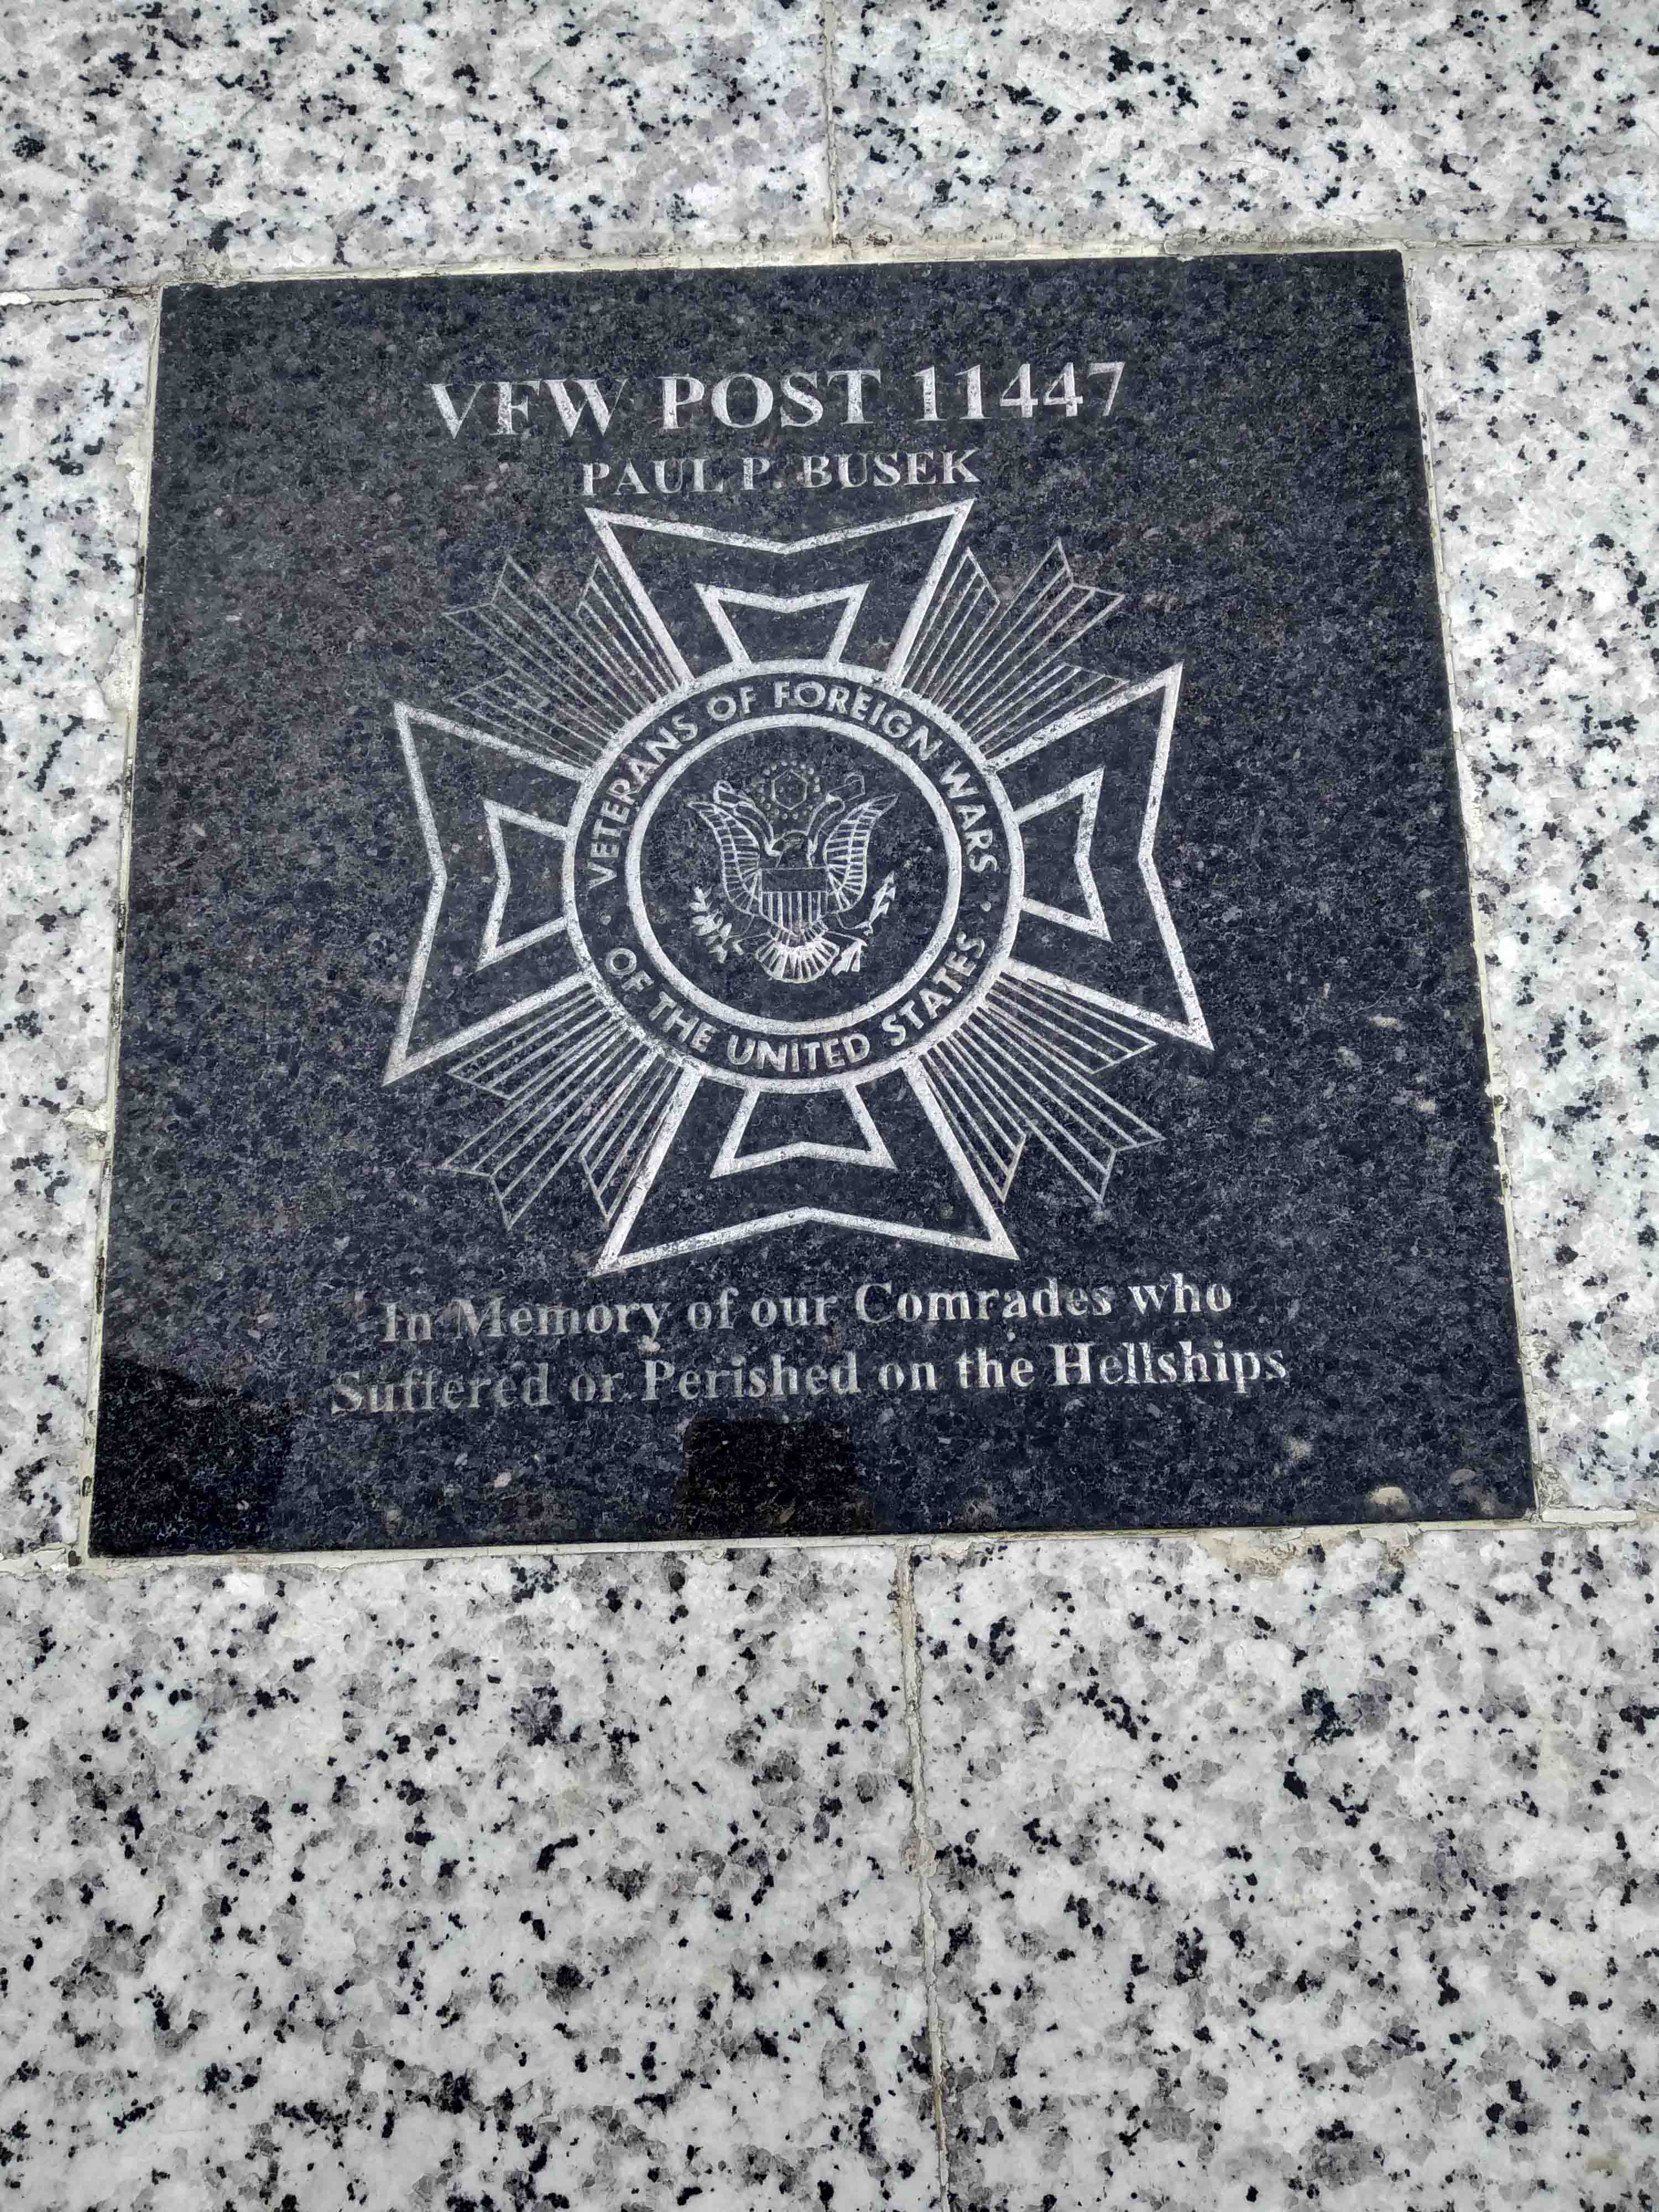 VFW POST 11447
PAUL P. BUSEK
VETERANS OF FOREIGN WARS
OF THE UNITED STATES
In Memory of our Comrades who
Suffered or Perished on the Hellships